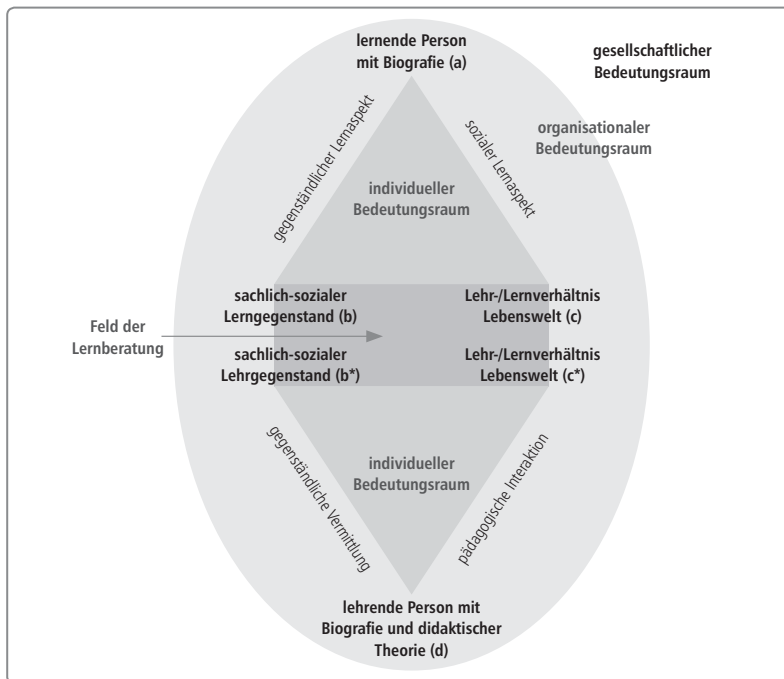 lernende Person
mit Biografie (a)
gesellschaftlicher
Bedeutungsraum
gegenständlicher Lernaspekt
sozialer Lernaspekt
organisationaler
Bedeutungsraum
individueller
Bedeutungsraum
sachlich-sozialer
Lerngegenstand (b)
Lehr-/Lernverhältnis
Lebenswelt (c)
Feld der
Lernberatung
sachlich-sozialer
Lehrgegenstand (b*)
Lehr-/Lernverhältnis
Lebenswelt (c*)
individueller
Bedeutungsraum
gegenständliche Vermittlung
pädagogische Interaktion
lehrende Person mit
Biografie und didaktischer
Theorie (d)